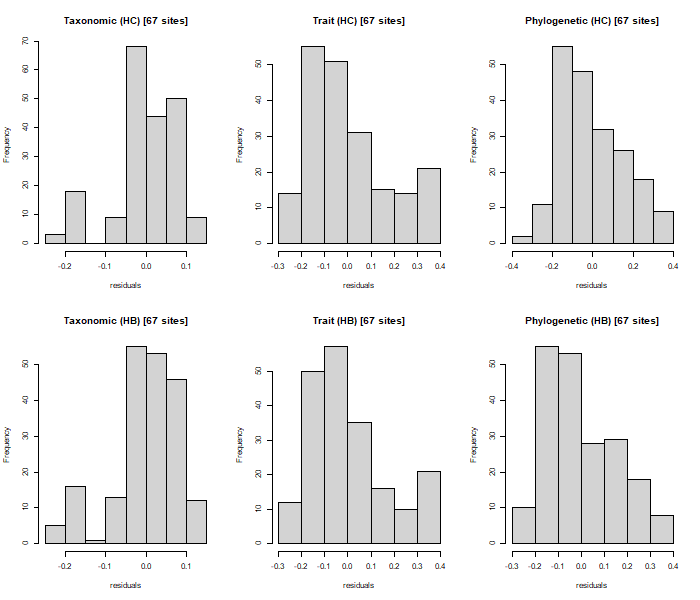 Taxonomic (HC) [67 sites]
Frequency
0 10 20 30 40 50 60 70
-0.2 -0.1 0.0 0.1
residuals
Trait (HC) [67 sites]
Frequency
0 10 20 30 40 50
-0.3 -0.2 -0.1 0.0 0.1 0.2 0.3 0.4
residuals
Phylogenetic (HC) [67 sites]
Frequency
0 10 20 30 40 50
-0.4 -0.2 0.0 0.2 0.4
residuals
Taxonomic (HB) [67 sites]
Frequency
0 10 20 30 40 50
-0.2 -0.1 0.0 0.1
residuals
Trait (HB) [67 sites]
Frequency
0 10 20 30 40 50
-0.3 -0.2 -0.1 0.0 0.1 0.2 0.3 0.4
residuals
Phylogenetic (HB) [67 sites]
Frequency
0 10 20 30 40 50
-0.3 -0.2 -0.1 0.0 0.1 0.2 0.3 0.4
residuals